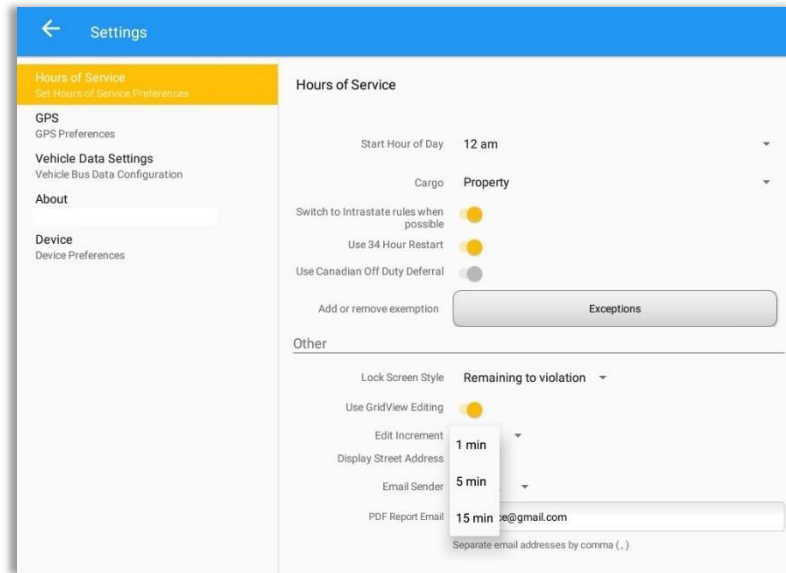 Settings
Hours of Service
Set Hours of Service Preferences
GPS
GPS Preferences
Vehicle Data Settings
Vehicle Bus Data Configuration
About
Device
Device Preferences
Hours of Service
Start Hour of Day 12 am
Cargo Property
Switch to Intrastate rules when
possible
Use 34 Hour Restart
Use Canadian Off Duty Deferral
Add or remove exemption Exceptions
Other
Lock Screen Style Remaining to violation
Use GridView Editing
Edit Increment
1 min
Display Street Address
Email Sender
5 min
PDF Report Email
15 min
e@gmail.com
Separate email addresses by comma ( , )